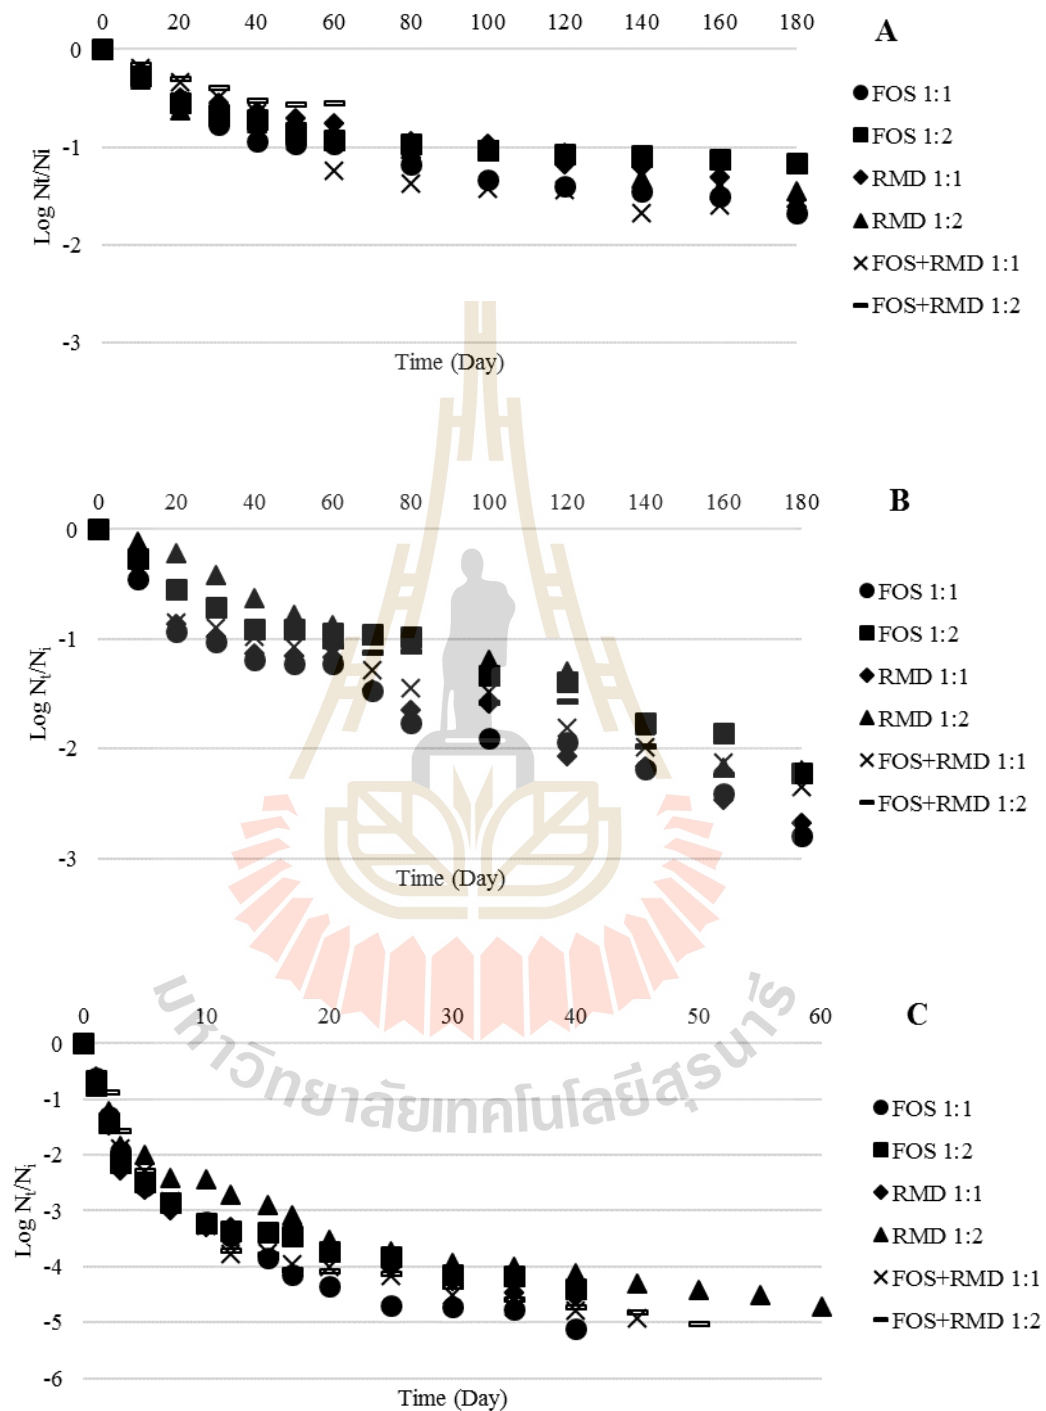 0 20 40 60 80 100 120 140 160 180
A
0
-1
-2
-3
Log Nt/Ni
Time (Day)
FOS 1:1
FOS 1:2
RMD 1:1
RMD 1:2
FOS+RMD 1:1
FOS+RMD 1:2
0 20 40 60 80 100 120 140 160 180
B
0
-1
-2
-3
Log Nt/Ni
Time (Day)
FOS 1:1
FOS 1:2
RMD 1:1
RMD 1:2
FOS+RMD 1:1
FOS+RMD 1:2
มหาวิทยาลัยเทคโนโลยีสุรนารี
0 10 20 30 40 50 60
C
0
-1
-2
-3
-4
-5
-6
Log Nt/Ni
Time (Day)
FOS 1:1
FOS 1:2
RMD 1:1
RMD 1:2
FOS+RMD 1:1
FOS+RMD 1:2